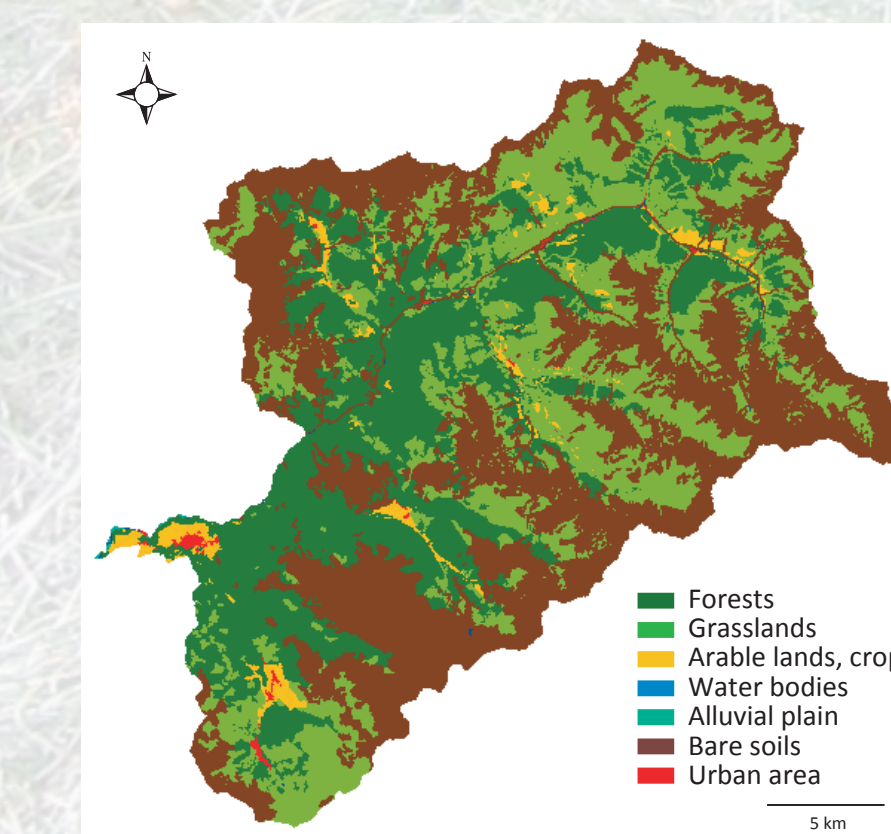 N
Forests
Grasslands
Arable lands, crop
Water bodies
Alluvial plain
Bare soils
Urban area
5 km